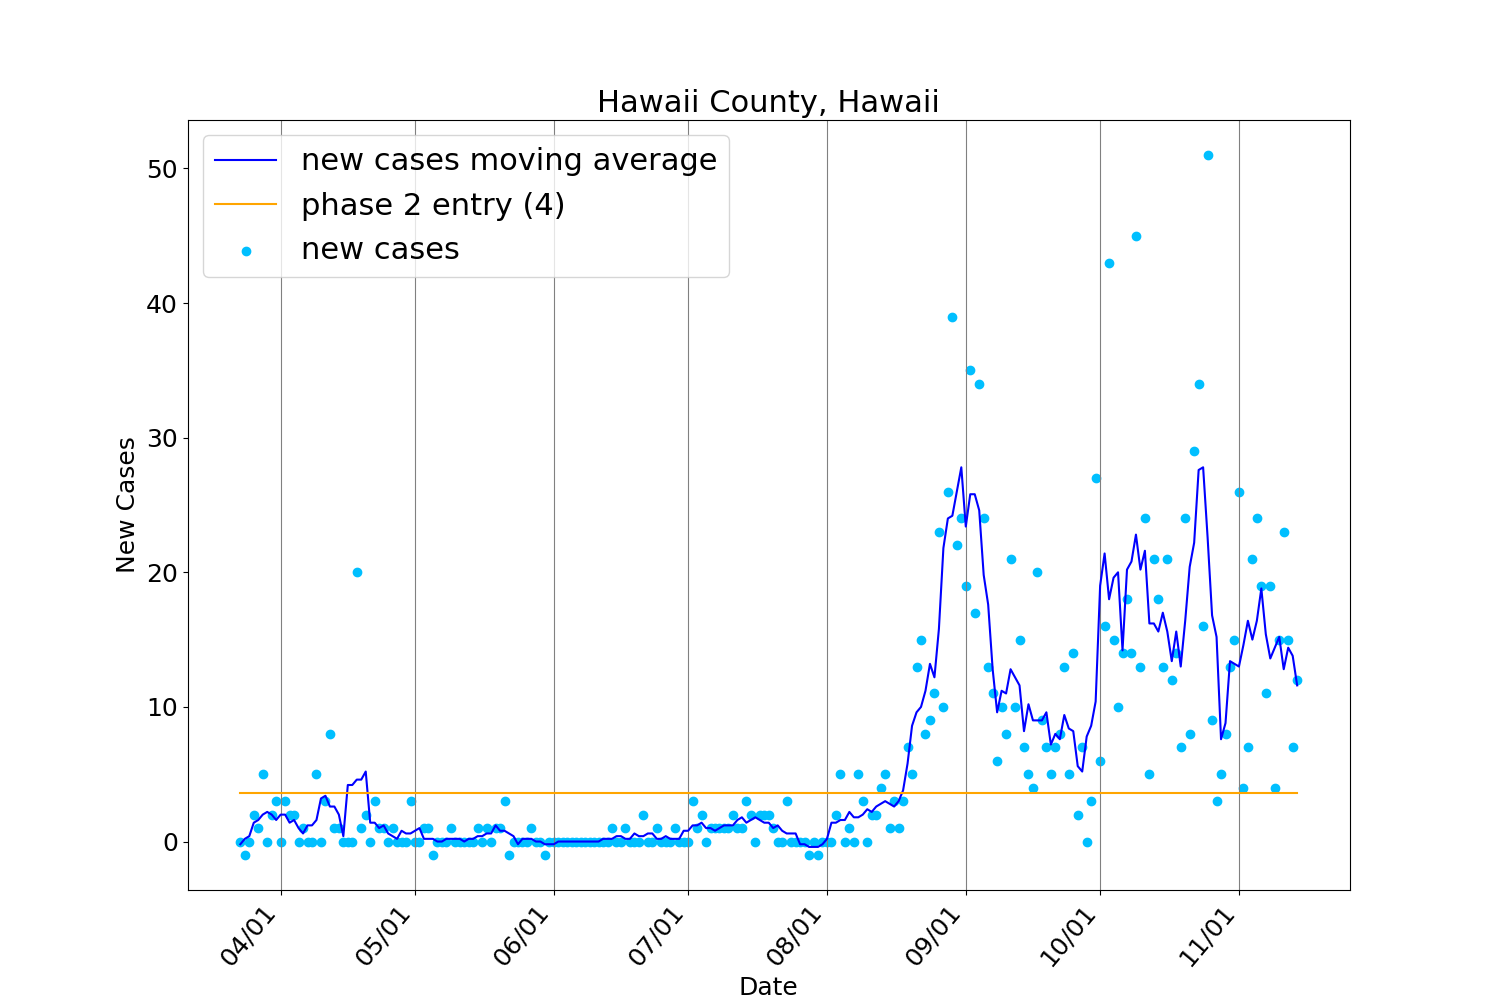 Hawaii County, Hawaii
new cases moving average
phase 2 entry (4)
new cases
50
40
30
20
10
0
New Cases
04/01
05/01
06/01
07/01
08/01
09/01
10/01
11/01
Date